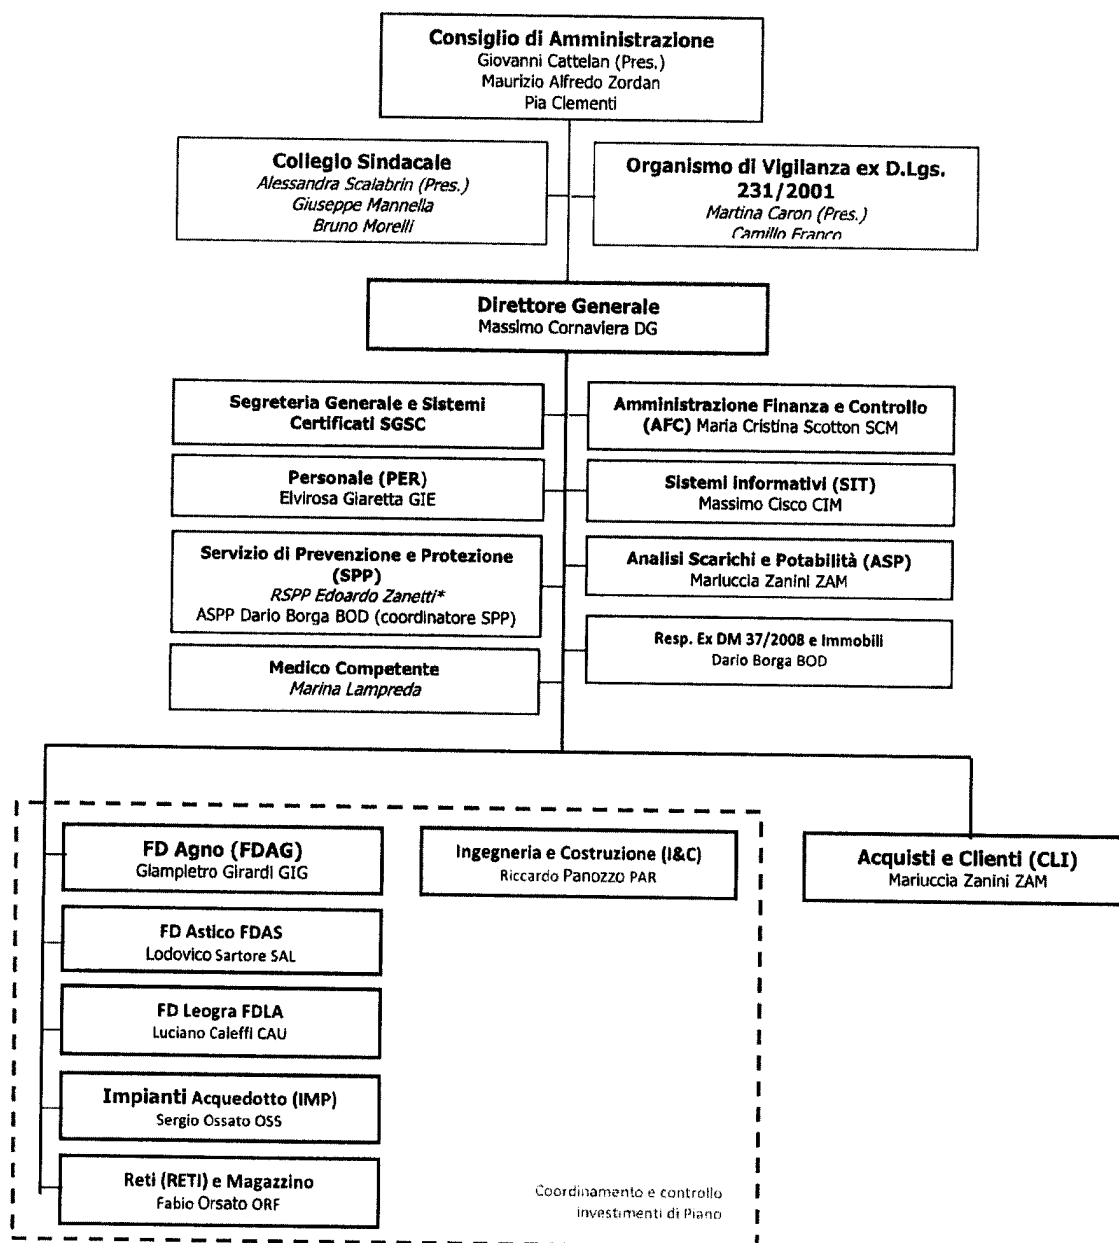 Consiglio di Amministrazione
Giovanni Cattelan (Pres.)
Maurizio Alfredo Zordan
Pia Clementi
Collegio Sindacale
Alessandra Scalabrin (Pres.)
Giuseppe Mannella
Bruno Morelli
Organismo di Vigilanza ex D.Lgs.
231/2001
Martina Caron (Pres.)
Camillo Franco
Direttore Generale
Massimo Cornaviera DG
Segreteria Generale e Sistemi
Certificati SGSC
Amministrazione Finanza e Controllo
(AFC) Maria Cristina Scotton SCM
Personale (PER)
Elvirosa Giaretta GIE
Sistemi informativi (SIT)
Massimo Cisco CIM
Servizio di Prevenzione e Protezione
(SPP)
RSPP Edoardo Zanetti*
ASPP Dario Borga BOD (coordinatore SPP)
Analisi Scarichi e Potabilità (ASP)
Mariuccia Zanini ZAM
Medico Competente
Marina Lampreda
Resp. Ex DM 37/2008 e Immobili
Dario Borga BOD
FD Agno (FDAG)
Giampietro Girardi GIG
Ingegneria e Costruzione (I&C)
Riccardo Panozzo PAR
Acquisti e Clienti (CLI)
Mariuccia Zanini ZAM
FD Astico FDAS
Lodovico Sartore SAL
FD Leogra FDLA
Luciano Caleffi CAU
Impianti Acquedotto (IMP)
Sergio Ossato OSS
Reti (RETI) e Magazzino
Fabio Orsato ORF
Coordinamento e controllo
investimenti di Piano